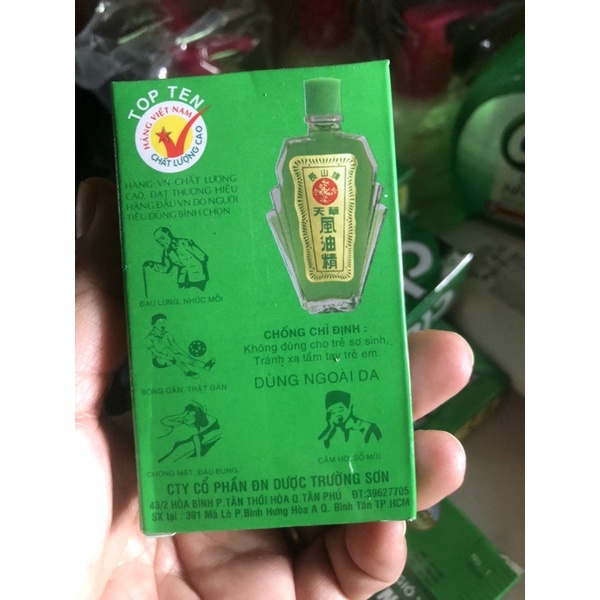 TOP TEN
HÀNG VIỆT NAM
CHẤT LƯỢNG CAO
HÀNG VN CHẤT LƯỢNG
CAO, ĐẠT THƯƠNG HIỆU
HÀNG ĐẦU VN DO NGƯỜI
TIÊU DÙNG BÌNH CHỌN
天華
風
油
精
ĐAU LƯNG, NHỨC MỎI
CHỐNG CHỈ ĐỊNH :
Không dùng cho trẻ sơ sinh,
Tránh xa tầm tay trẻ em.
DÙNG NGOÀI DA
BONG GÂN, TRẬT GÂN
CHÓNG MẶT, ĐAU BỤNG
CẢM HO, SỔ MŨI
CTY CỔ PHẦN ĐN DƯỢC TRƯỜNG SƠN
43/2 HÒA BÌNH P.TÂN THỚI HÒA Q.TÂN PHÚ ĐT:39627705
SX tại : 391 Mã Lò P.Bình Hưng Hòa A Q. Bình Tân TP.HCM